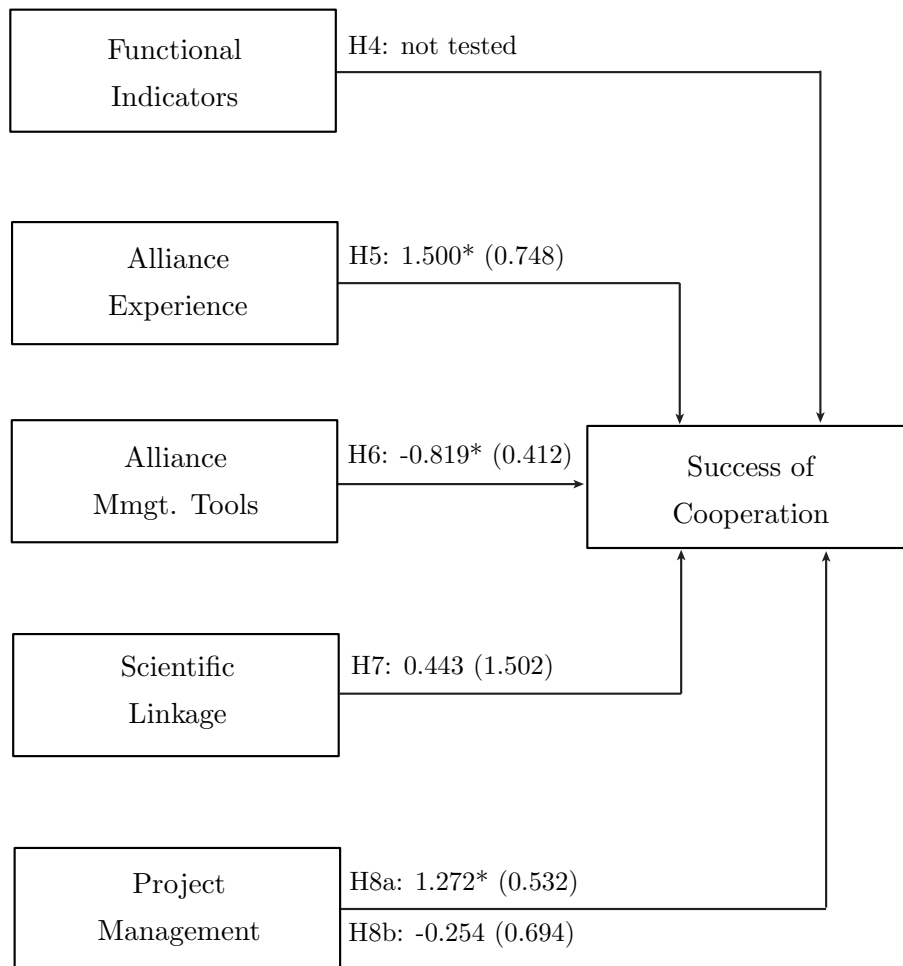 Functional
Indicators
H4: not tested
Alliance
Experience
H5: 1.500* (0.748)
Alliance
Mmgt. Tools
H6: -0.819* (0.412)
Success of
Cooperation
Scientific
Linkage
H7: 0.443 (1.502)
Project
Management
H8a: 1.272* (0.532)
H8b: -0.254 (0.694)